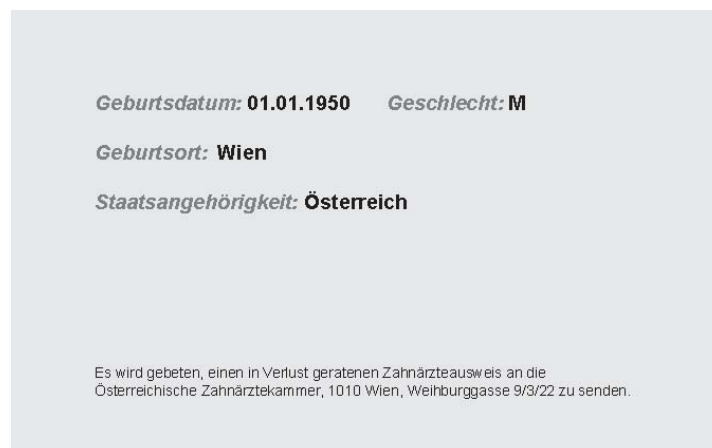 Geburtsdatum: 01.01.1950 Geschlecht: M
Geburtsort: Wien
Staatsangehörigkeit: Österreich
Es wird gebeten, einen in Verlust geratenen Zahnärzteausweis an die
Österreichische Zahnärztekammer, 1010 Wien, Weihburggasse 9/3/22 zu senden.